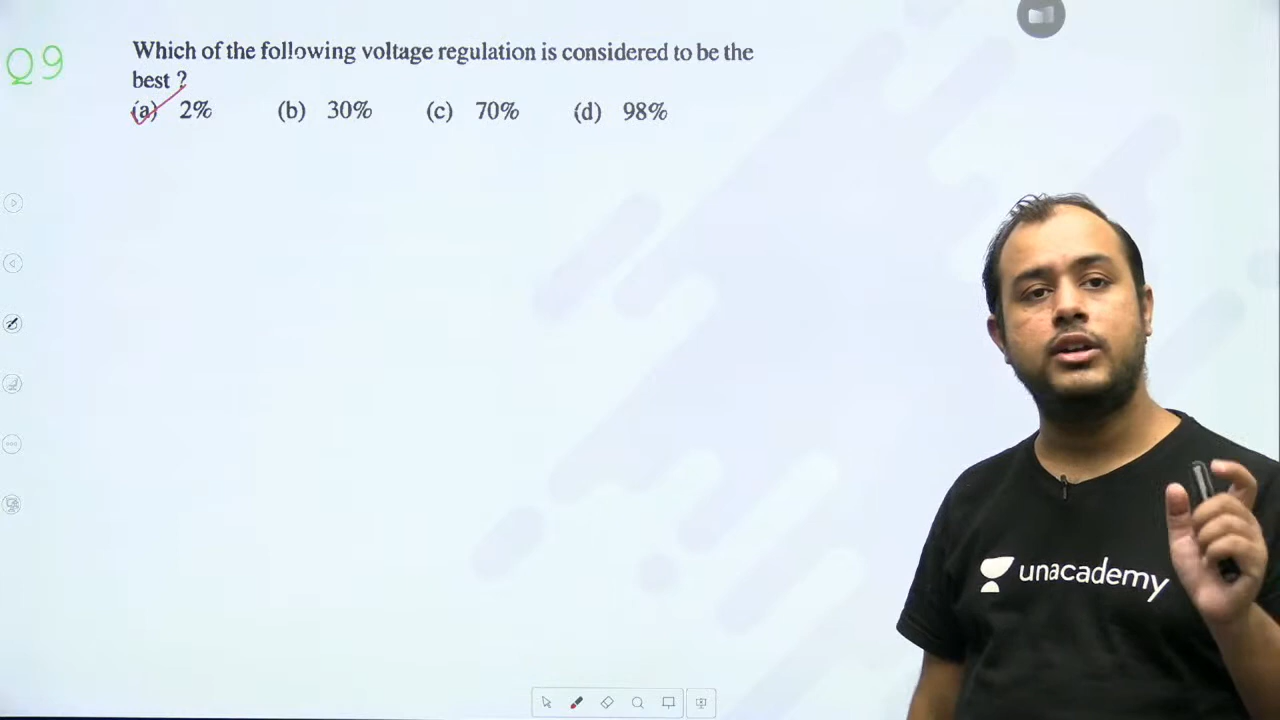 Q9
Which of the following voltage regulation is considered to be the
best ?
(a) 2% (b) 30% (c) 70% (d) 98%
unacademy